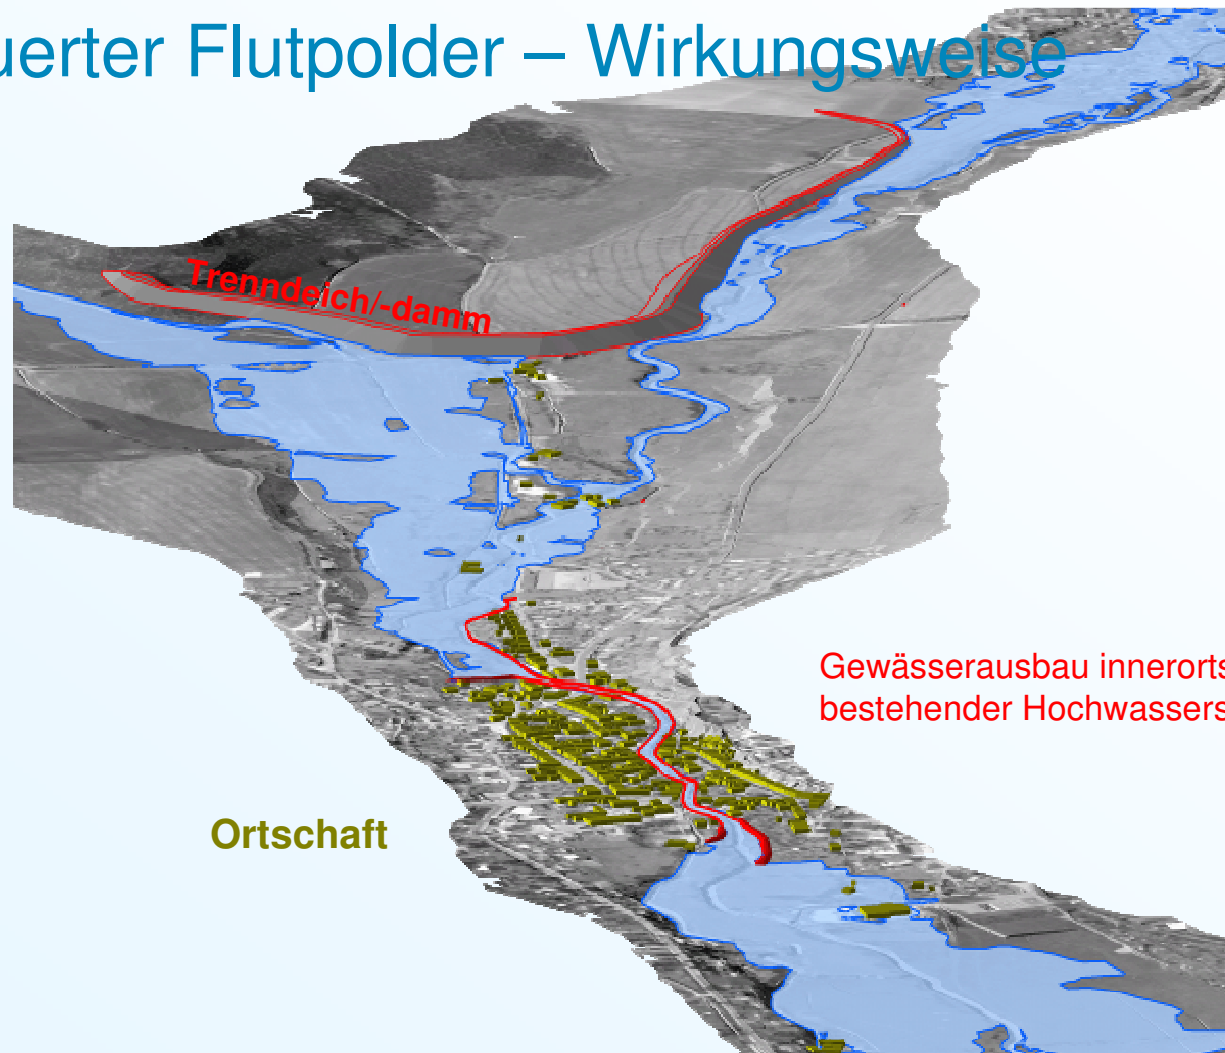 uerter Flutpolder – Wirkungsweise
Trenndeich/-damm
Gewässerausbau innerorts
bestehender Hochwassers
Ortschaft